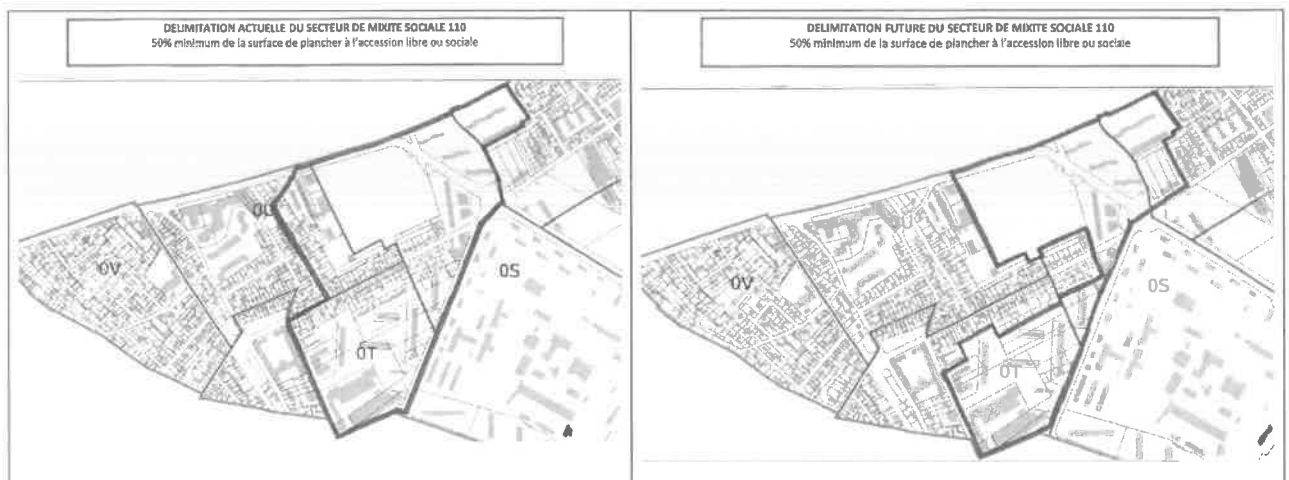 DELIMITATION ACTUELLE DU SECTEUR DE MIXITE SOCIALE 110
50% minimum de la surface de plancher à l'accession libre ou sociale
0U
0V
0S
0T
DELIMITATION FUTURE DU SECTEUR DE MIXITE SOCIALE 110
50% minimum de la surface de plancher à l'accession libre ou sociale
0V
0S
0T